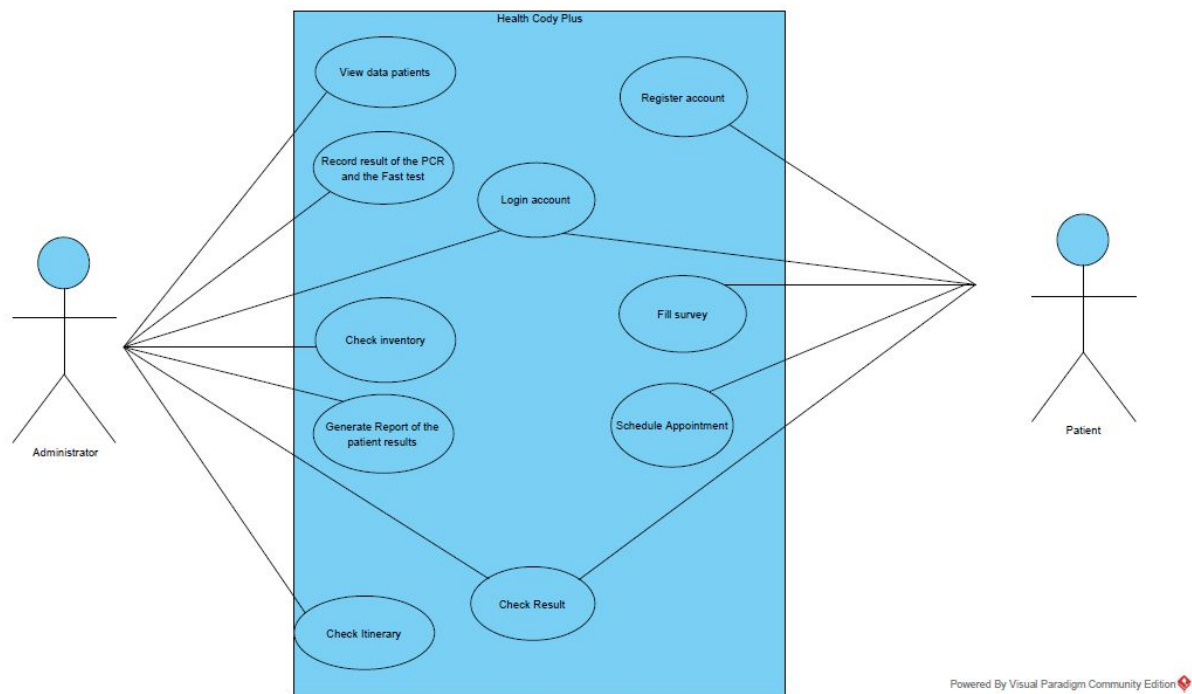 Health Cody Plus
View data patients
Register account
Record result of the PCR
and the Fast test
Login account
Fill survey
Check inventory
Generate Report of the
patient results
Schedule Appointment
Administrator
Patient
Check Result
Check Itinerary
Powered By Visual Paradigm Community Edition